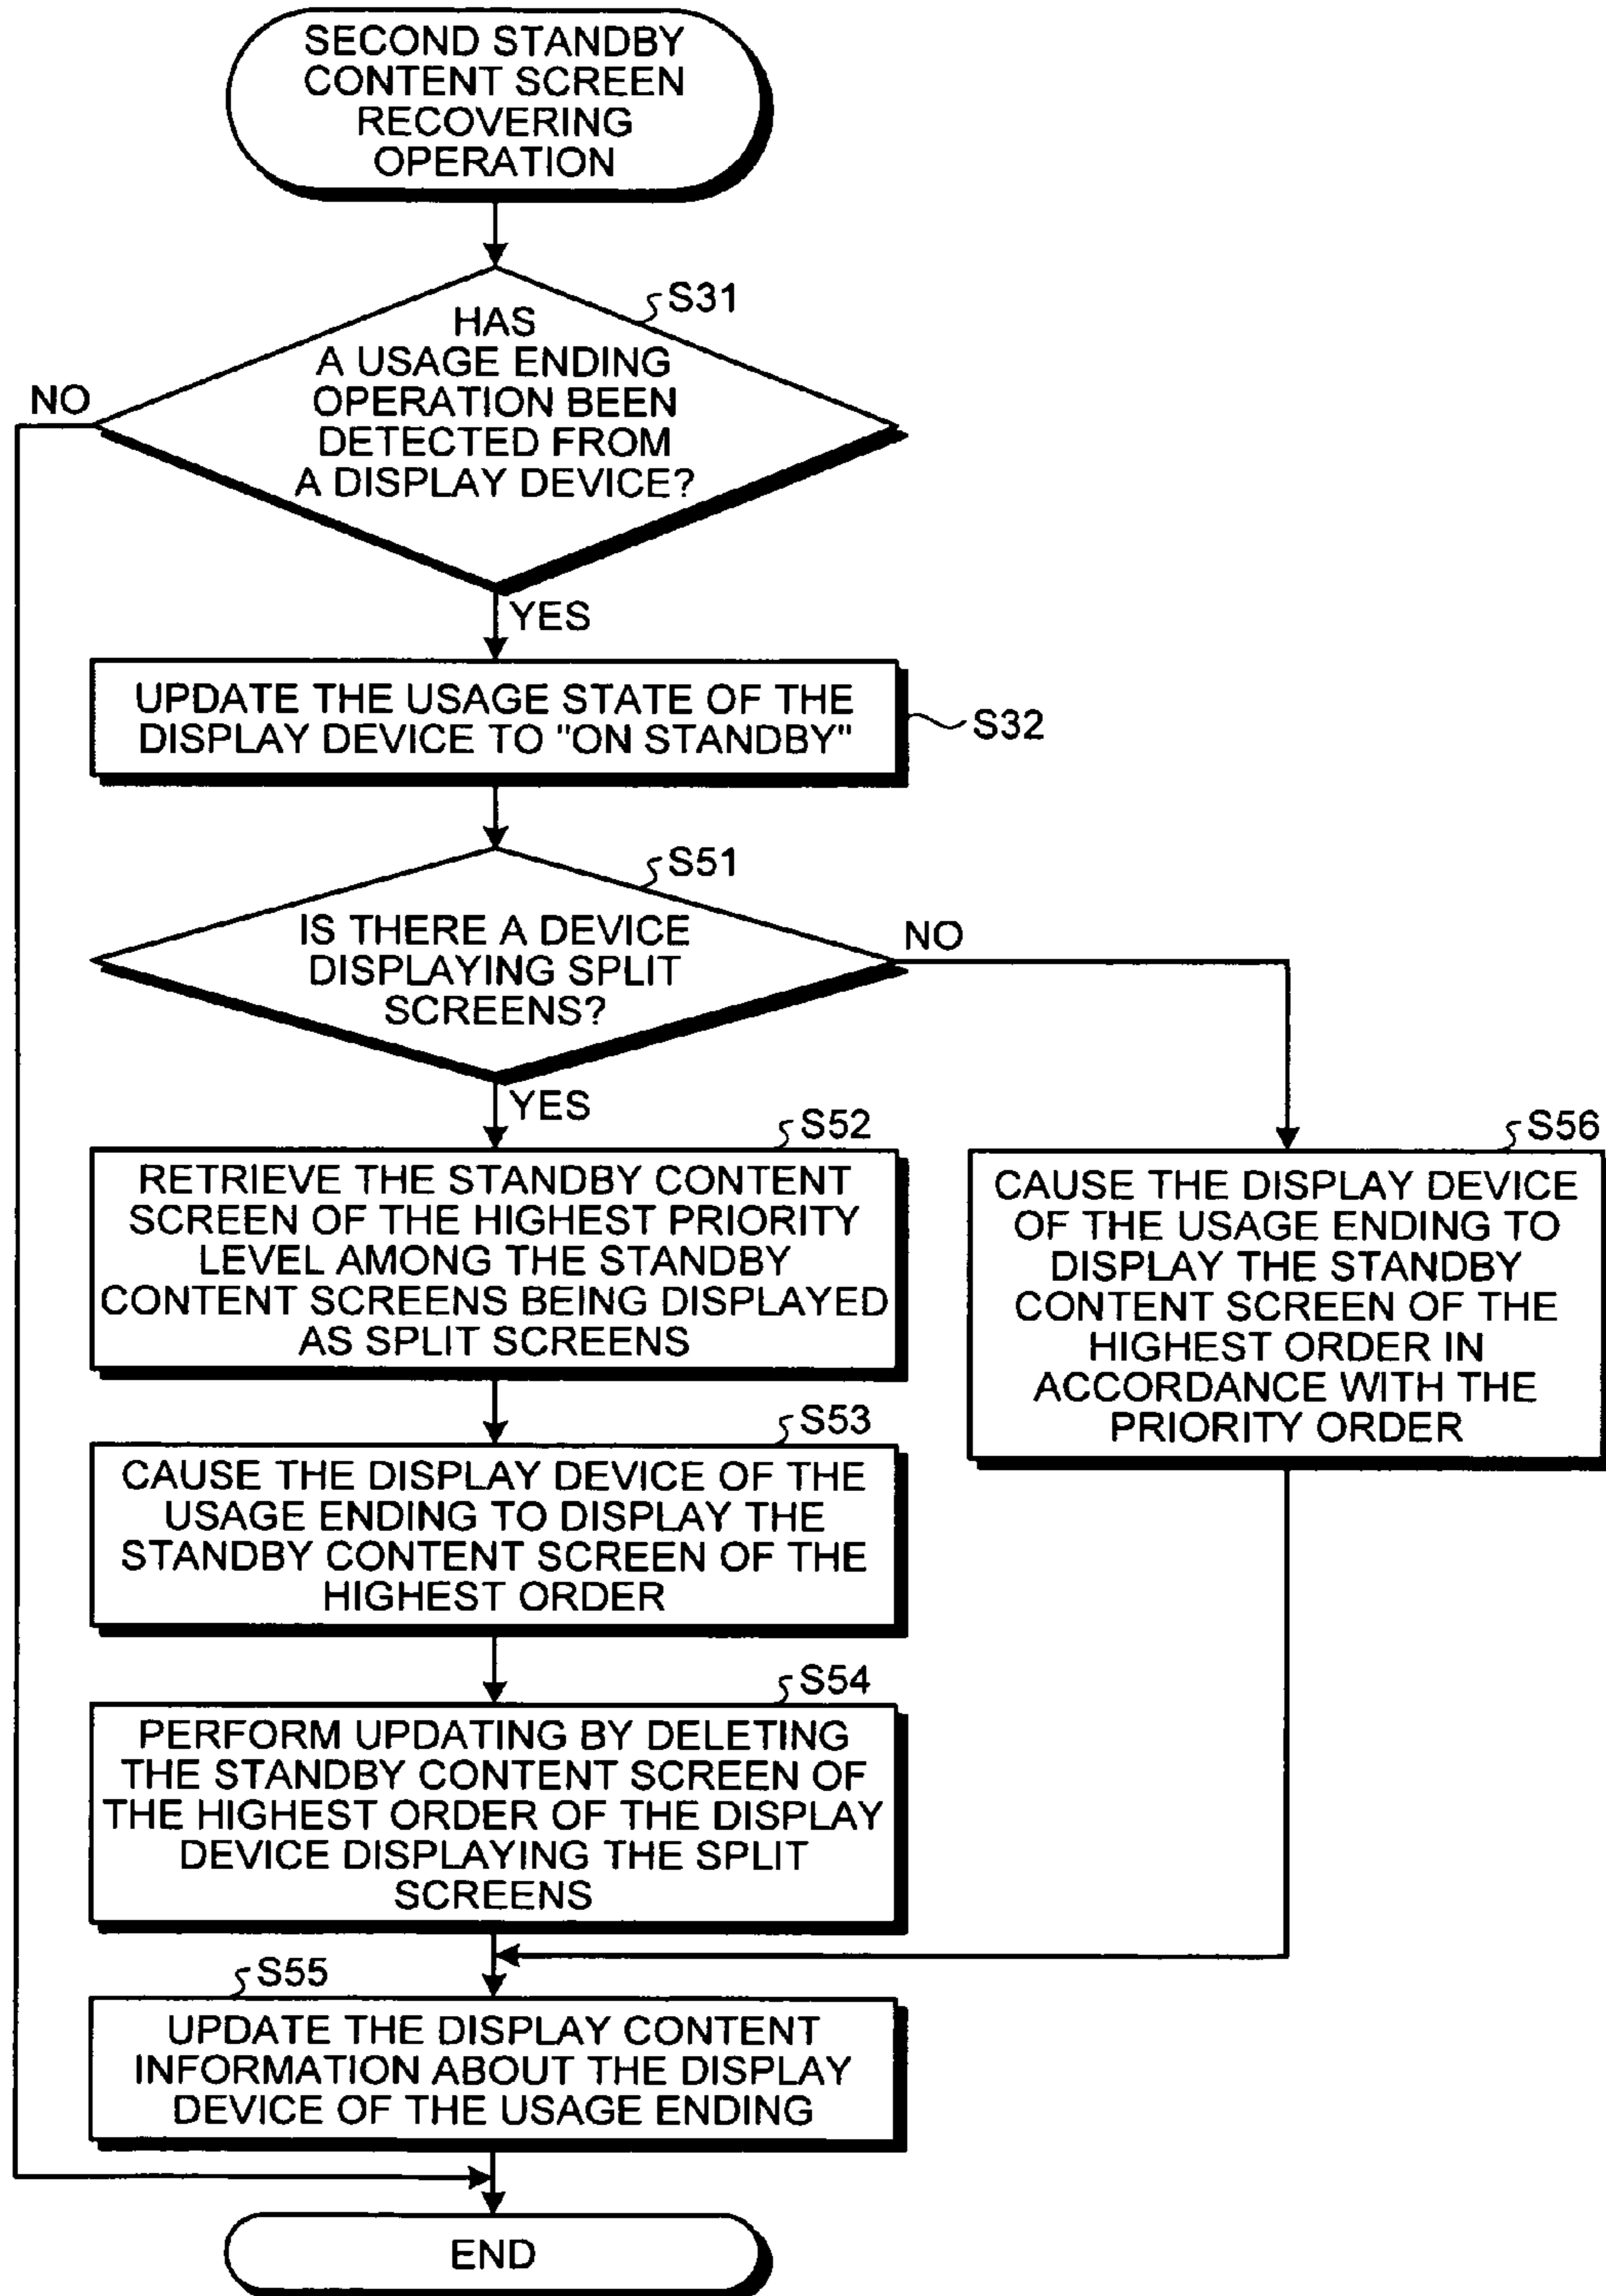 SECOND STANDBY
CONTENT SCREEN
RECOVERING
OPERATION
S31
HAS
A USAGE ENDING
OPERATION BEEN
DETECTED FROM
A DISPLAY DEVICE?
NO
YES
UPDATE THE USAGE STATE OF THE
DISPLAY DEVICE TO "ON STANDBY"
S32
S51
IS THERE A DEVICE
DISPLAYING SPLIT
SCREENS?
NO
YES
S52
RETRIEVE THE STANDBY CONTENT
SCREEN OF THE HIGHEST PRIORITY
LEVEL AMONG THE STANDBY
CONTENT SCREENS BEING DISPLAYED
AS SPLIT SCREENS
S56
CAUSE THE DISPLAY DEVICE
OF THE USAGE ENDING TO
DISPLAY THE STANDBY
CONTENT SCREEN OF THE
HIGHEST ORDER IN
ACCORDANCE WITH THE
PRIORITY ORDER
S53
CAUSE THE DISPLAY DEVICE OF THE
USAGE ENDING TO DISPLAY THE
STANDBY CONTENT SCREEN OF THE
HIGHEST ORDER
S54
PERFORM UPDATING BY DELETING
THE STANDBY CONTENT SCREEN OF
THE HIGHEST ORDER OF THE DISPLAY
DEVICE DISPLAYING THE SPLIT
SCREENS
S55
UPDATE THE DISPLAY CONTENT
INFORMATION ABOUT THE DISPLAY
DEVICE OF THE USAGE ENDING
END